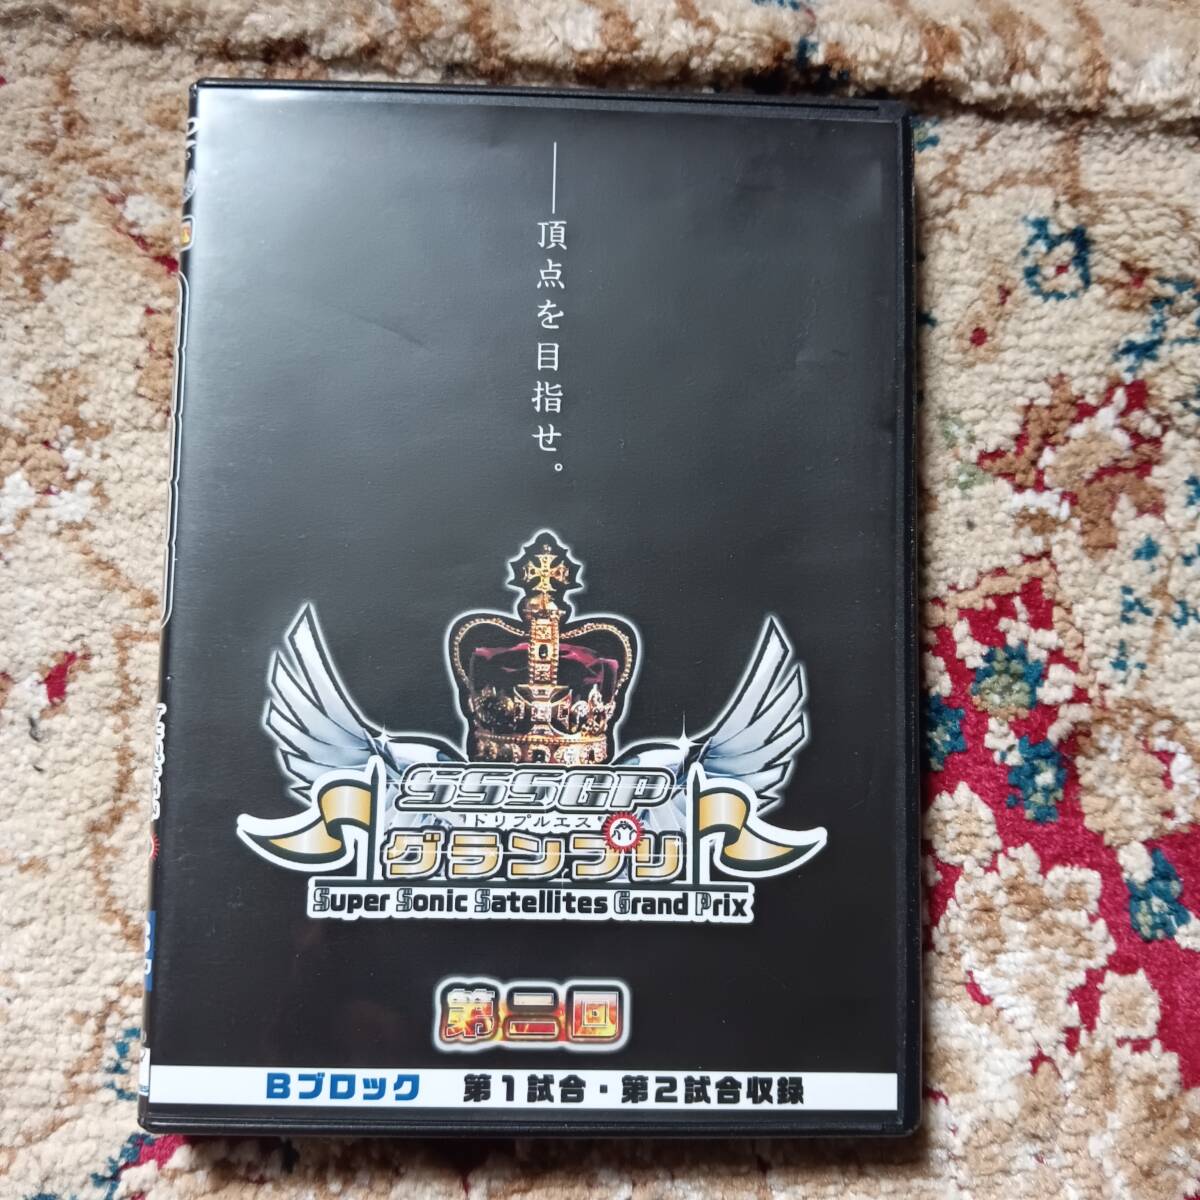 ──頂点を目指せ。
SSSGP
トリプルエス
グランプリ
Super Sonic Satellites Grand Prix
第二回
Bブロック 第1試合・第2試合収録